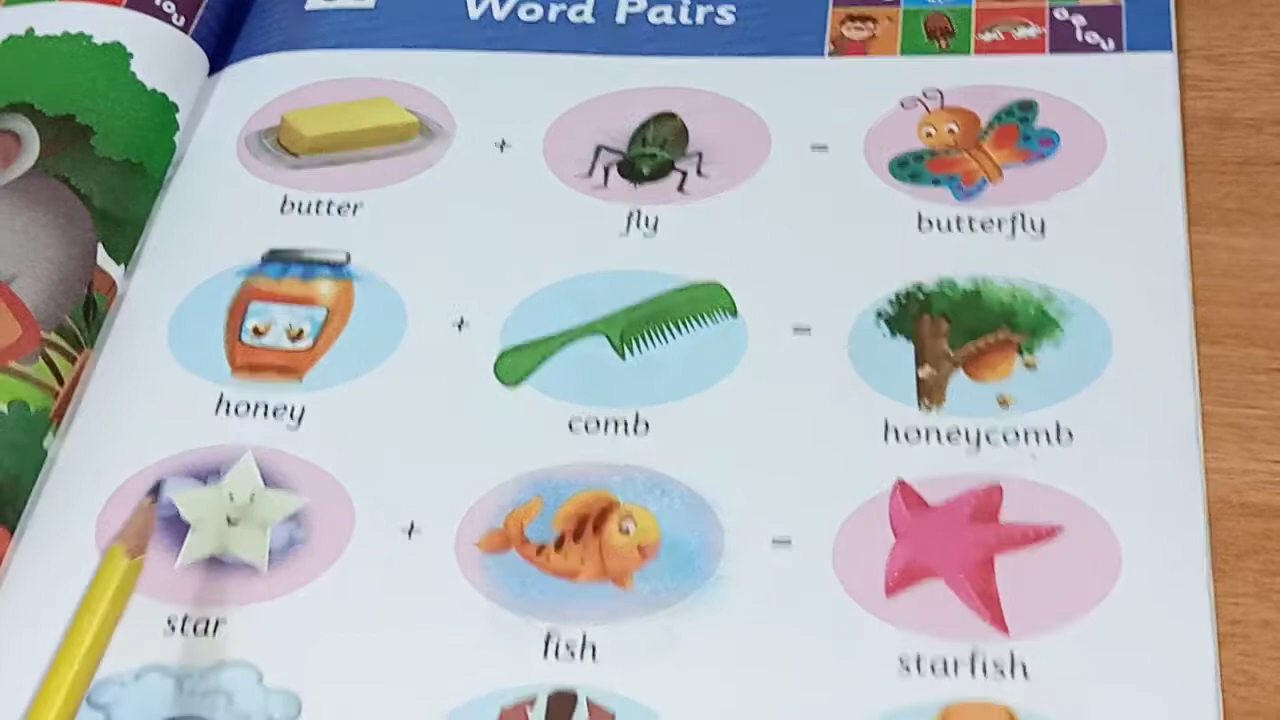 Word Pairs
butter + fly = butterfly
honey + comb = honeycomb
star + fish = starfish